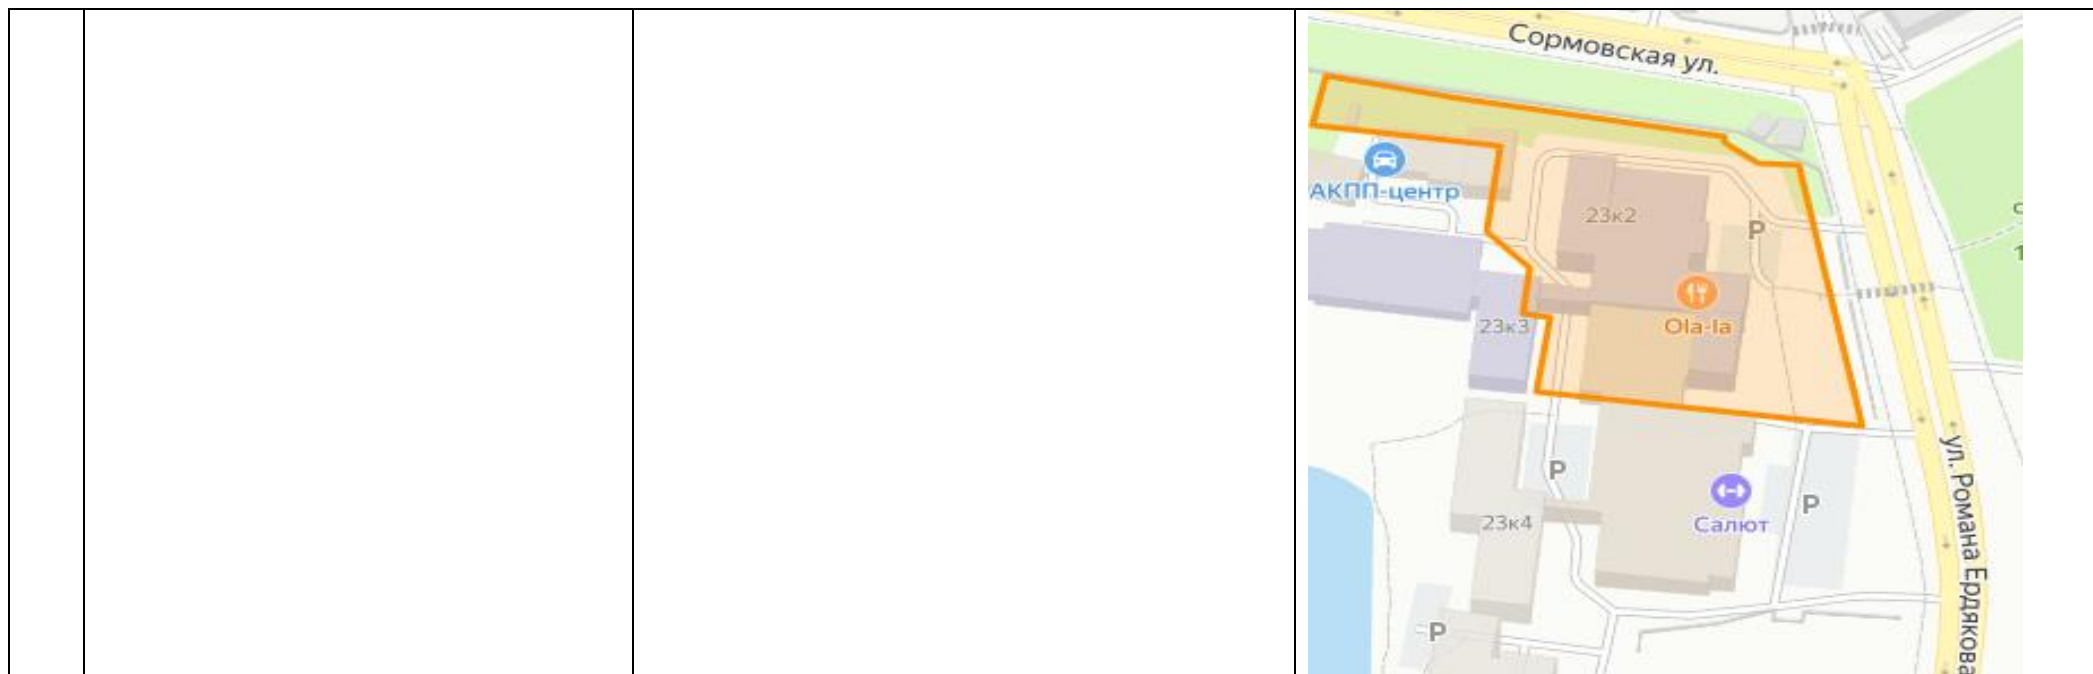 Сормовская ул.
АКПП-центр
23к2
P
23к3
Ola-la
ул. Романа Ердякова
P
Салют
P
23к4
P